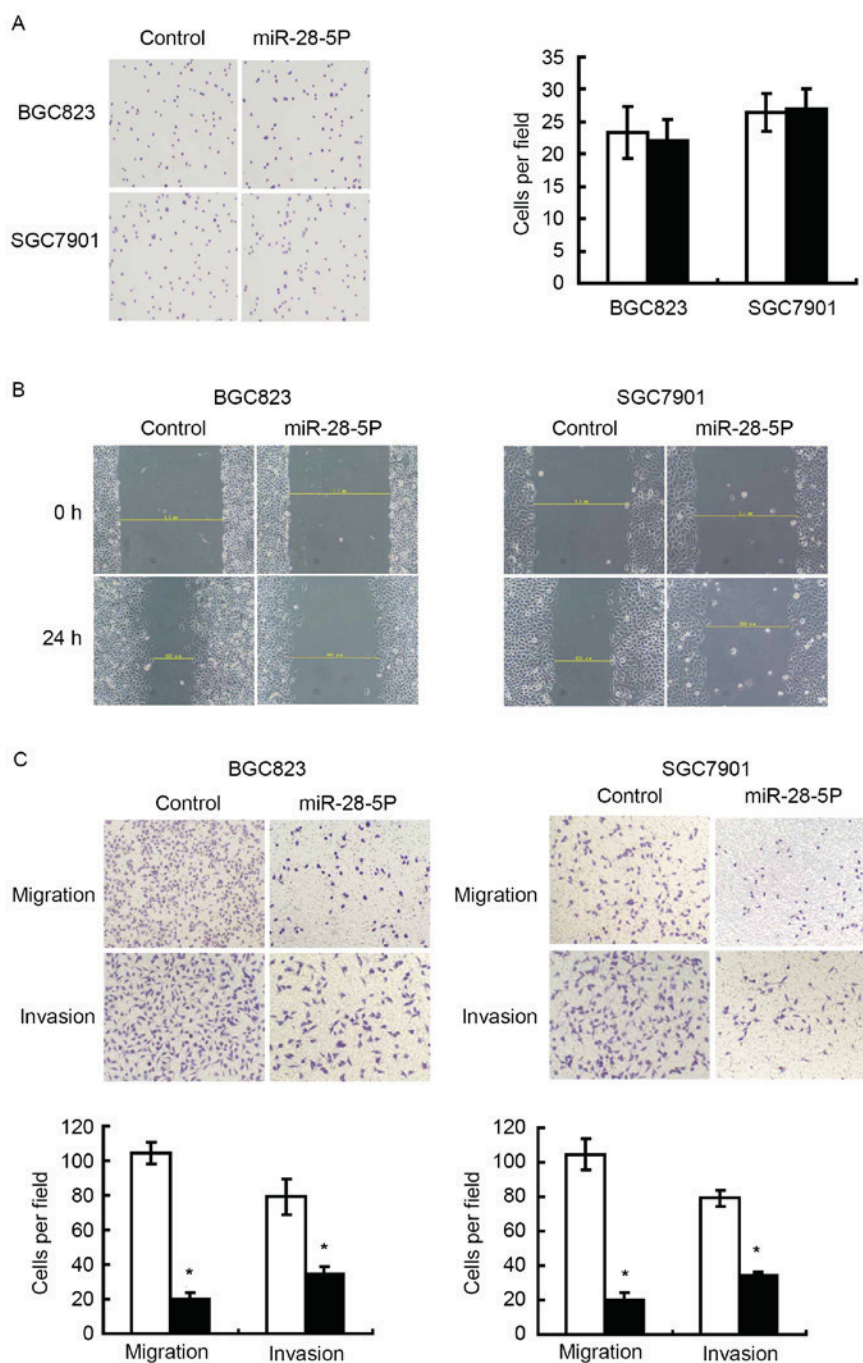 A
Control miR-28-5P
BGC823
SGC7901
Cells per field
35
30
25
20
15
10
5
0
BGC823 SGC7901
B
BGC823 SGC7901
Control miR-28-5P Control miR-28-5P
0 h
24 h
C
BGC823 SGC7901
Control miR-28-5P Control miR-28-5P
Migration Migration
Invasion Invasion
Cells per field
120
100
80
60
40
20
0
* *
Migration Invasion
Cells per field
120
100
80
60
40
20
0
* *
Migration Invasion